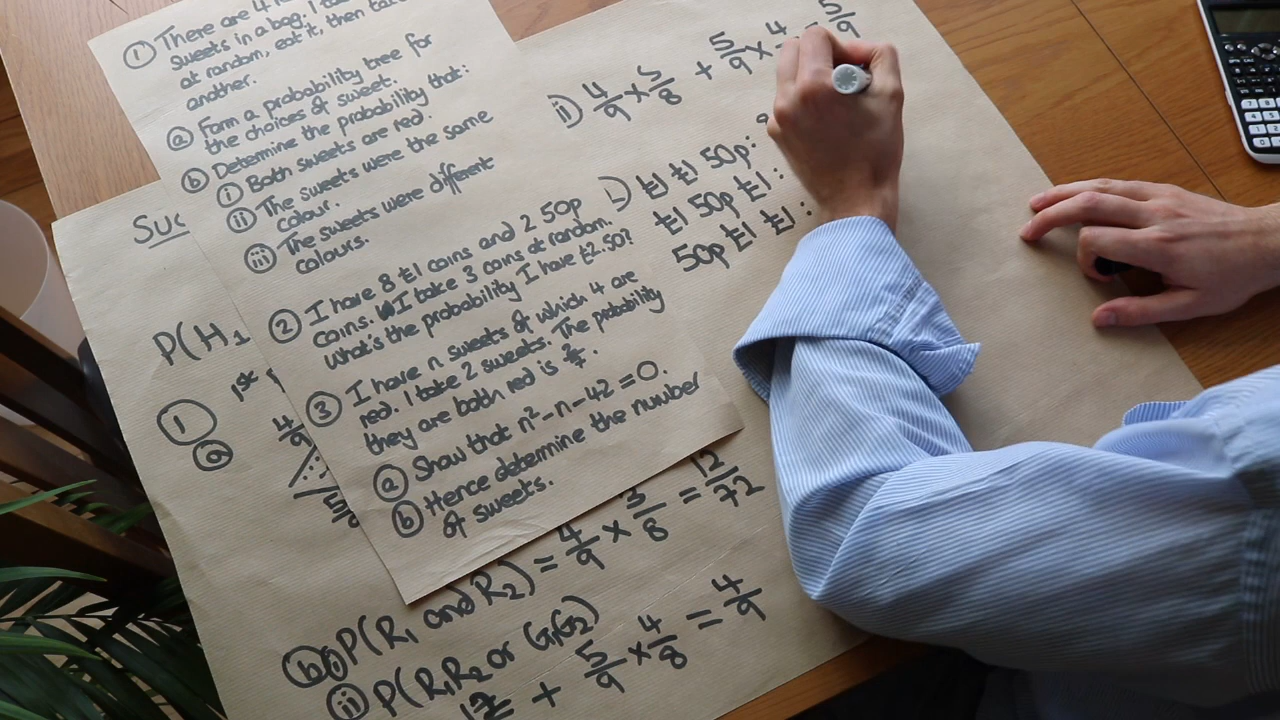 ① There are 4
sweets in a bag. I
at random, eat it, then take
another.
ⓐ Form a probability tree for
the choices of sweet.
ⓑ Determine the probability that:
ⓘ Both sweets are red.
ⓘⓘ The sweets were the same
colour.
ⓘⓘⓘ The sweets were different
colours.
② I have 8 £1 coins and 2 50p
coins. I take 3 coins at random.
What's the probability I have £2.50?
③ I have n sweets of which 4 are
red. I take 2 sweets. The probability
they are both red is 2/7.
ⓐ Show that n²-n-42=0.
ⓑ Hence determine the number
of sweets.
P(H₁
1st
①
ⓐ
4/9
ⓑⓘ P(R₁ and R₂) = 4/9 × 3/8 = 12/72
ⓘⓘ P(R₁R₂ or G₁G₂)
+ 5/9 × 4/8 = 4/9
ii) 4/9 × 5/8 + 5/9 × 4 5/9
£1 £1 50p:
£1 50p £1:
50p £1 £1: